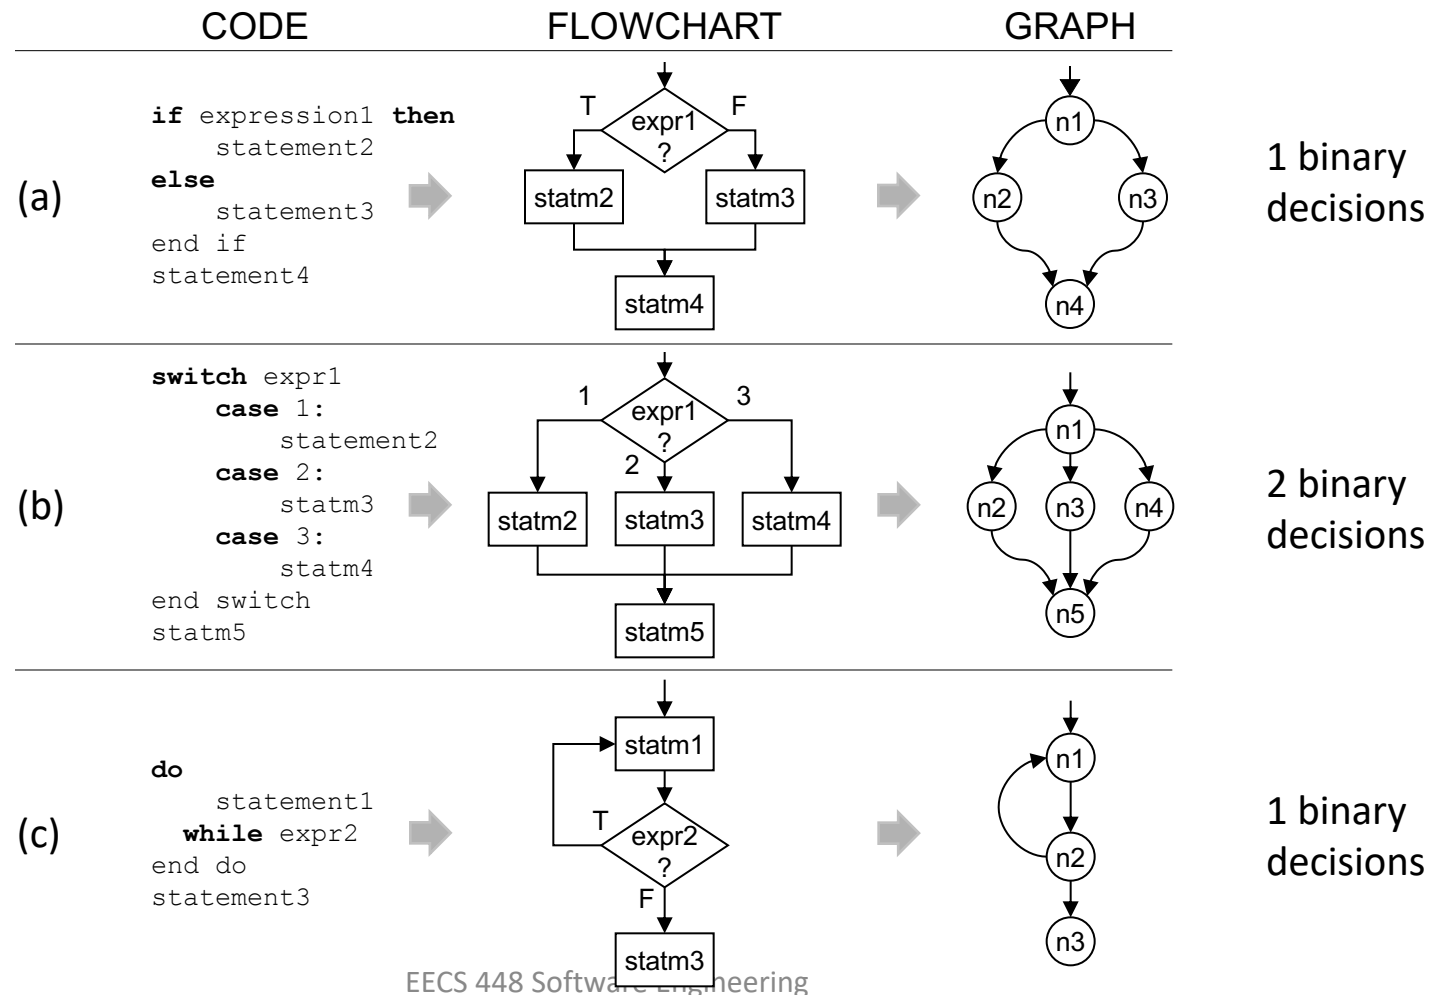 CODE FLOWCHART GRAPH
(a)
if expression1 then
statement2
else
statement3
end if
statement4
T
F
expr1
?
statm2
statm3
statm4
n1
n2
n3
n4
1 binary
decisions
(b)
switch expr1
case 1:
statement2
case 2:
statm3
case 3:
statm4
end switch
statm5
1
3
expr1
?
2
statm2
statm3
statm4
statm5
n1
n2
n3
n4
n5
2 binary
decisions
(c)
do
statement1
while expr2
end do
statement3
statm1
T
expr2
?
F
statm3
n1
n2
n3
1 binary
decisions
EECS 448 Software Engineering